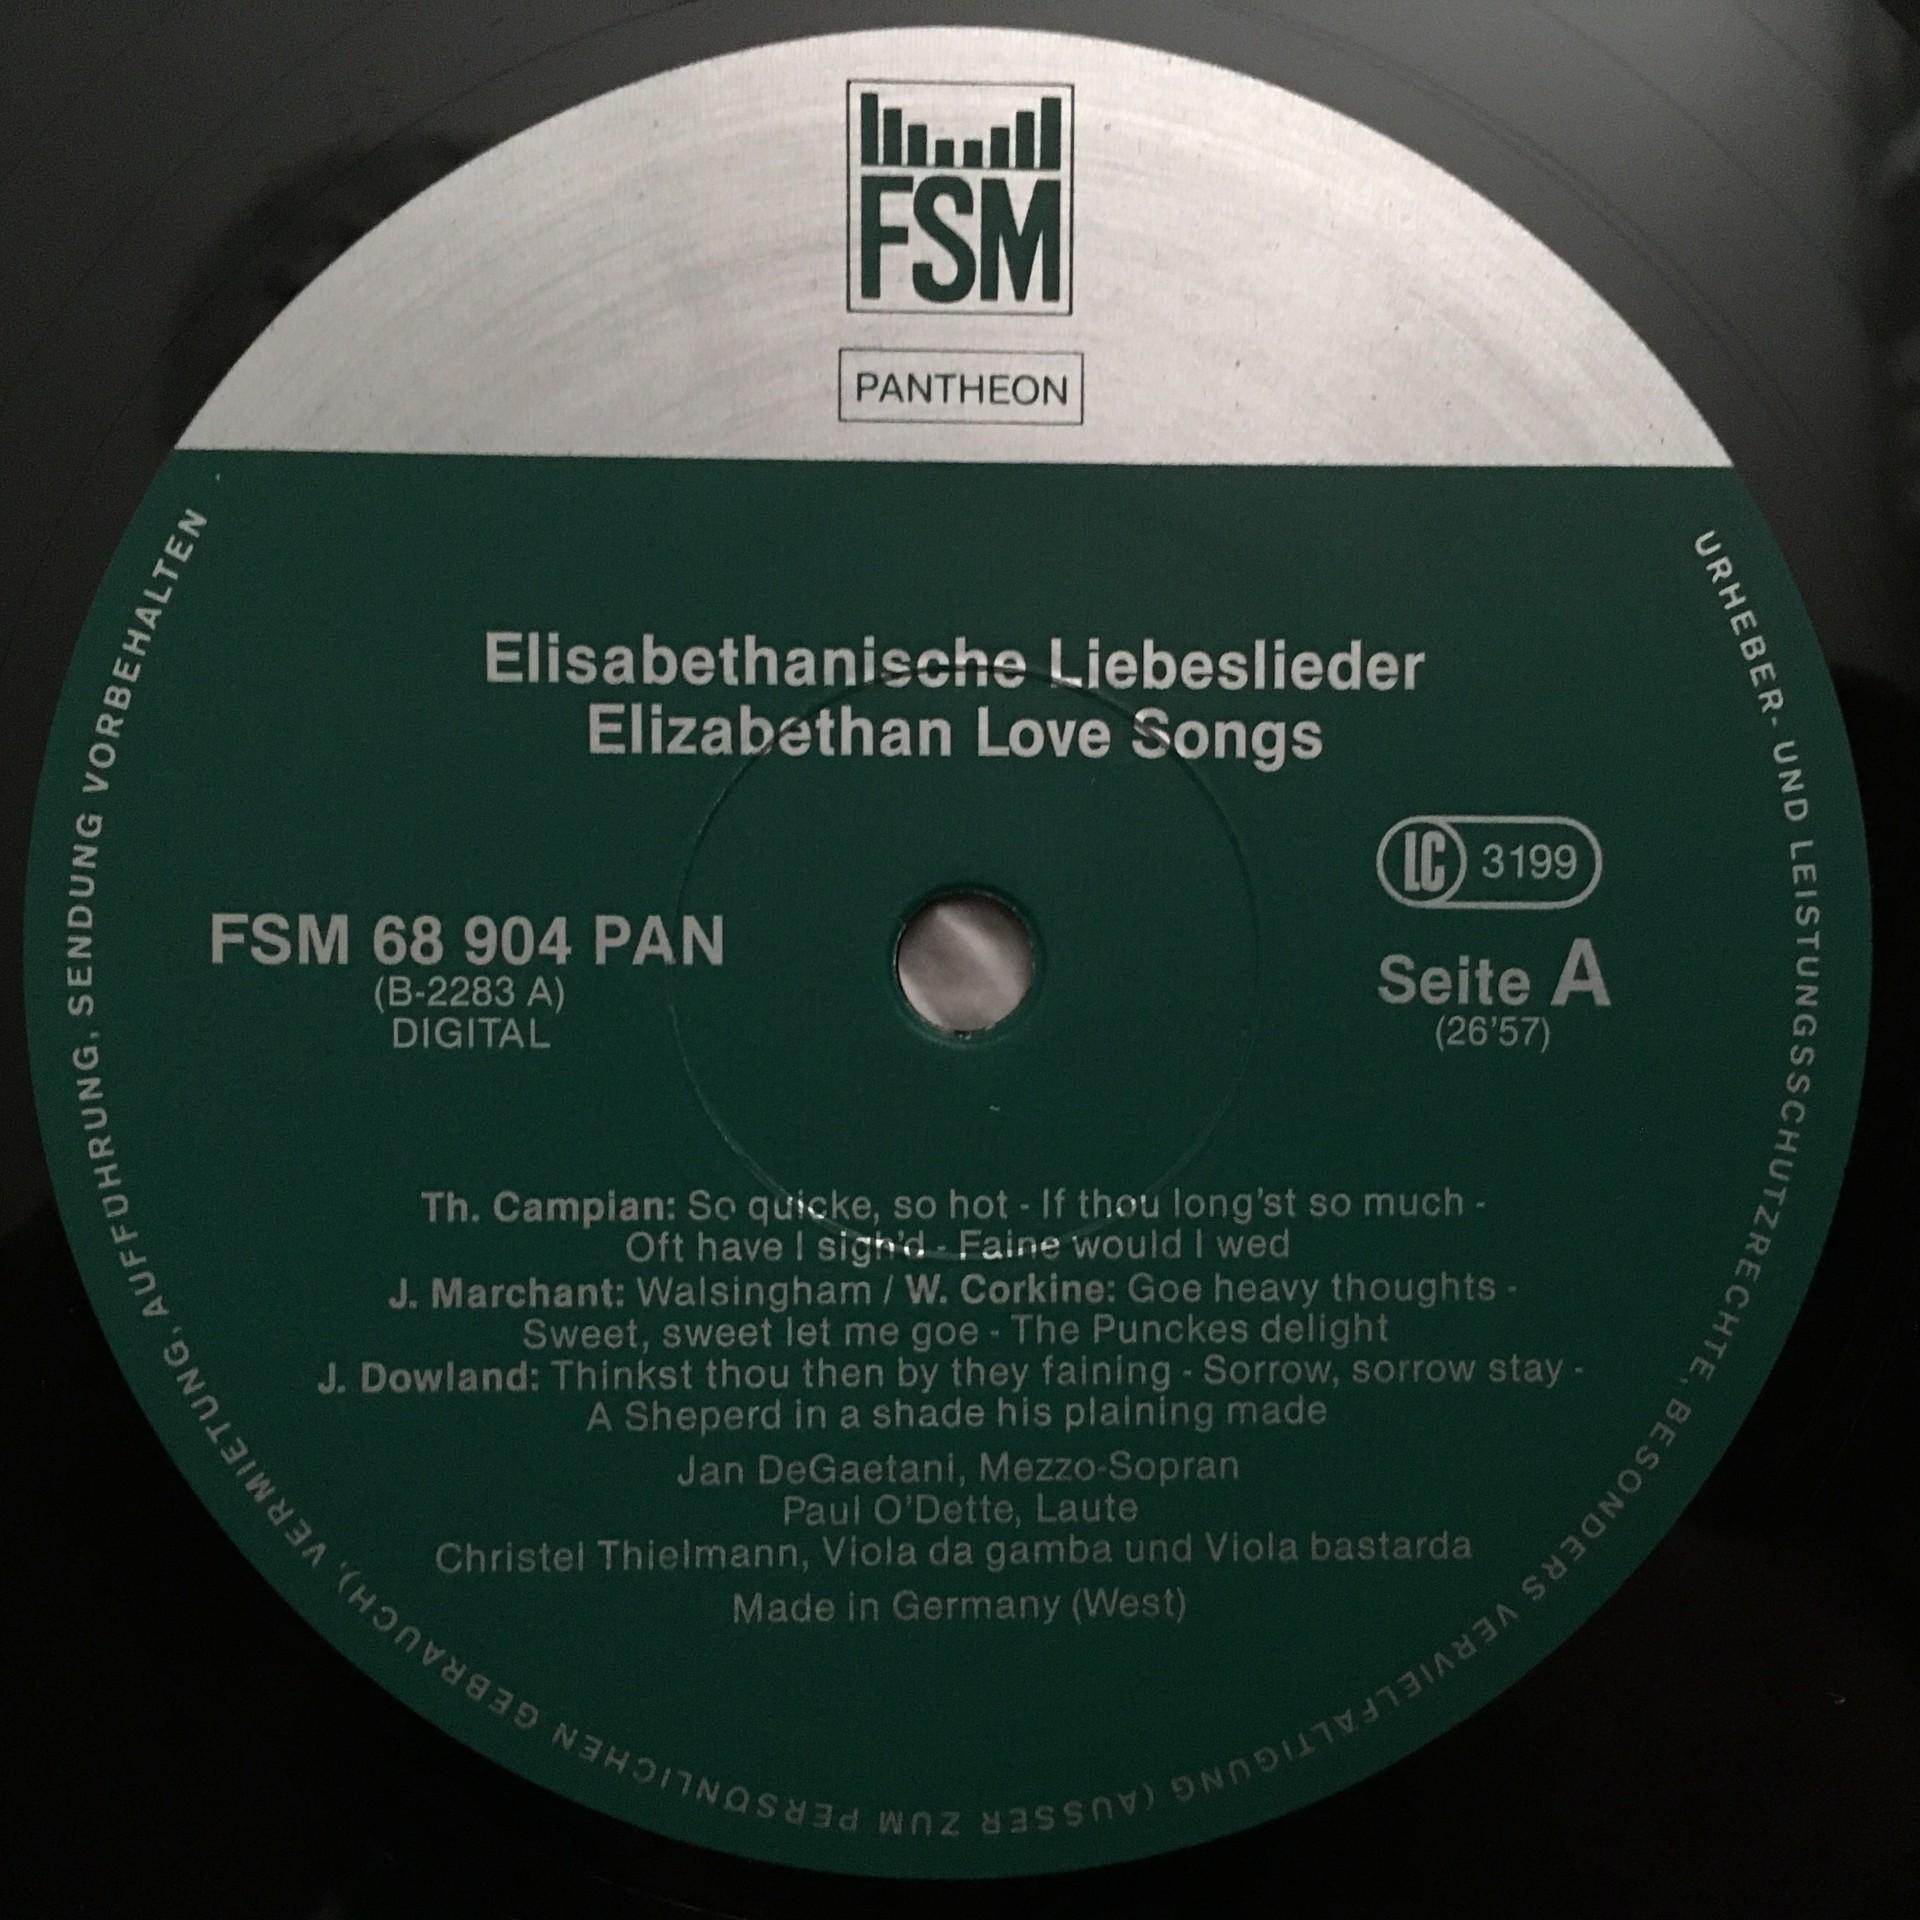 FSM
PANTHEON
Elisabethanische Liebeslieder
Elizabethan Love Songs
LC 3199
FSM 68 904 PAN
(B-2283 A)
DIGITAL
Seite A
(26'57)
Th. Campian: So quicke, so hot - If thou long'st so much -
Oft have I sigh'd - Faine would I wed
J. Marchant: Walsingham / W. Corkine: Goe heavy thoughts -
Sweet, sweet let me goe - The Punckes delight
J. Dowland: Thinkst thou then by they faining - Sorrow, sorrow stay -
A Sheperd in a shade his plaining made
Jan DeGaetani, Mezzo-Sopran
Paul O'Dette, Laute
Christel Thielmann, Viola da gamba und Viola bastarda
Made in Germany (West)
URHEBER- UND LEISTUNGSSCHUTZRECHTE, BESONDERS VERVIELFÄLTIGUNG (AUSSER ZUM PERSÖNLICHEN GEBRAUCH), VERMIETUNG, AUFFÜHRUNG, SENDUNG VORBEHALTEN